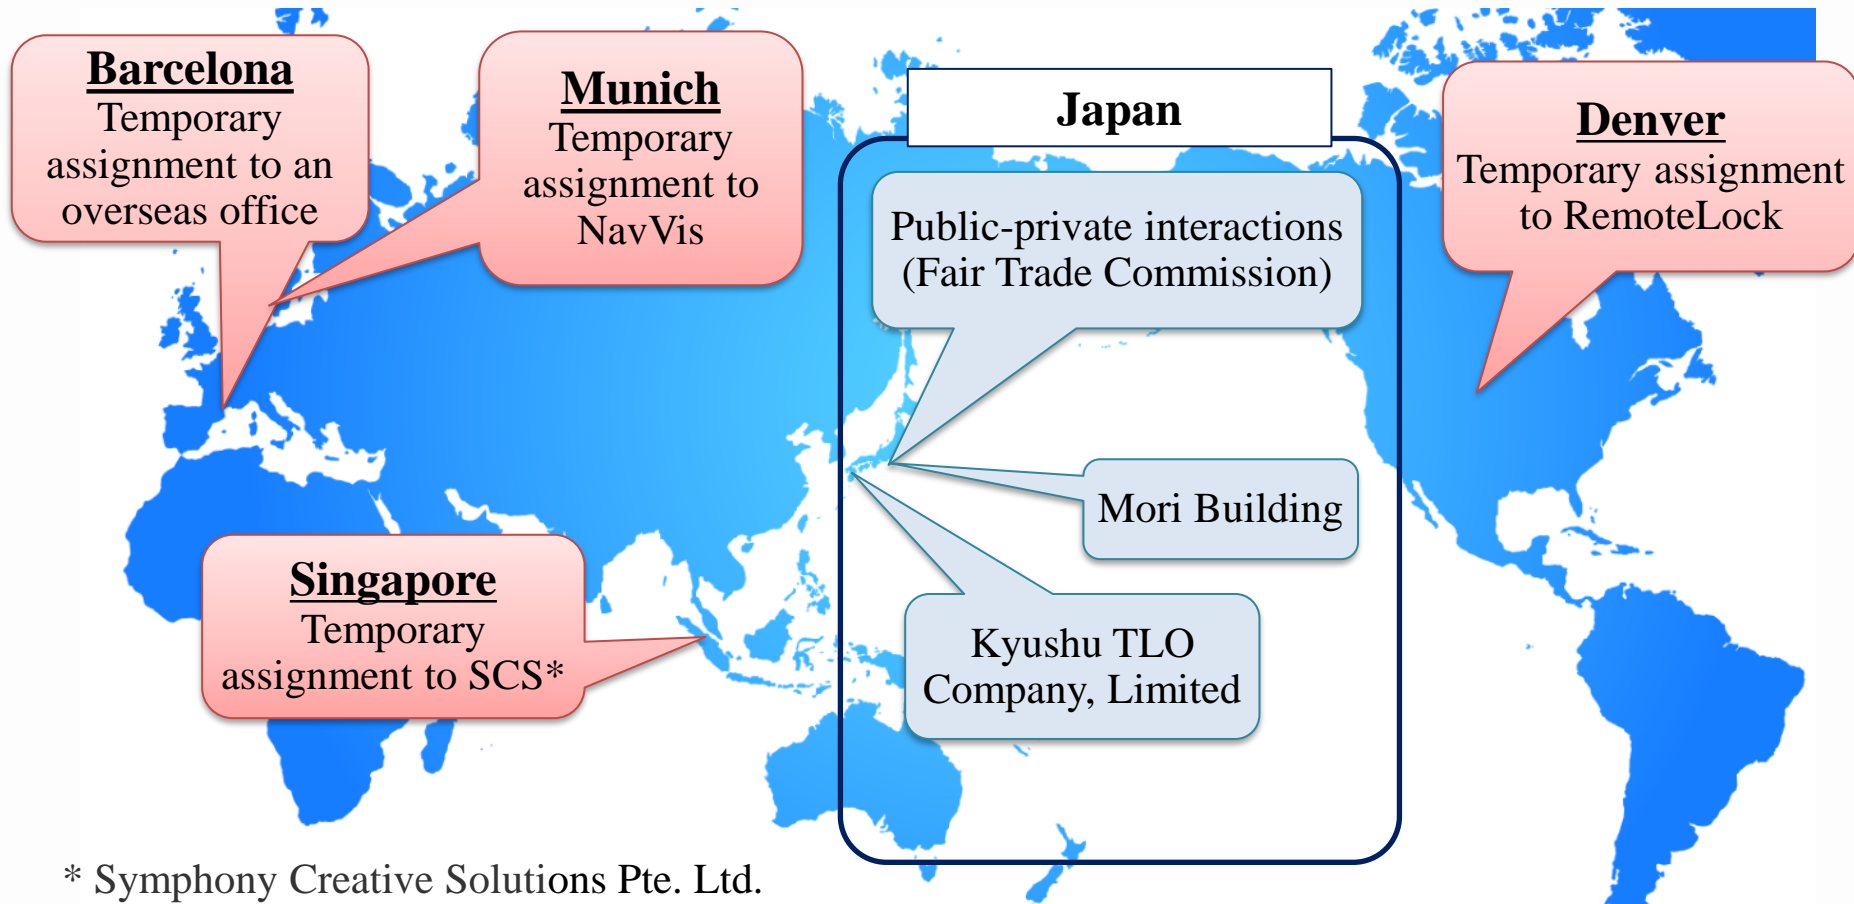 Barcelona
Temporary
assignment to an
overseas office
Munich
Temporary
assignment to
NavVis
Japan
Public-private interactions
(Fair Trade Commission)
Mori Building
Kyushu TLO
Company, Limited
Denver
Temporary assignment
to RemoteLock
Singapore
Temporary
assignment to SCS*
* Symphony Creative Solutions Pte. Ltd.